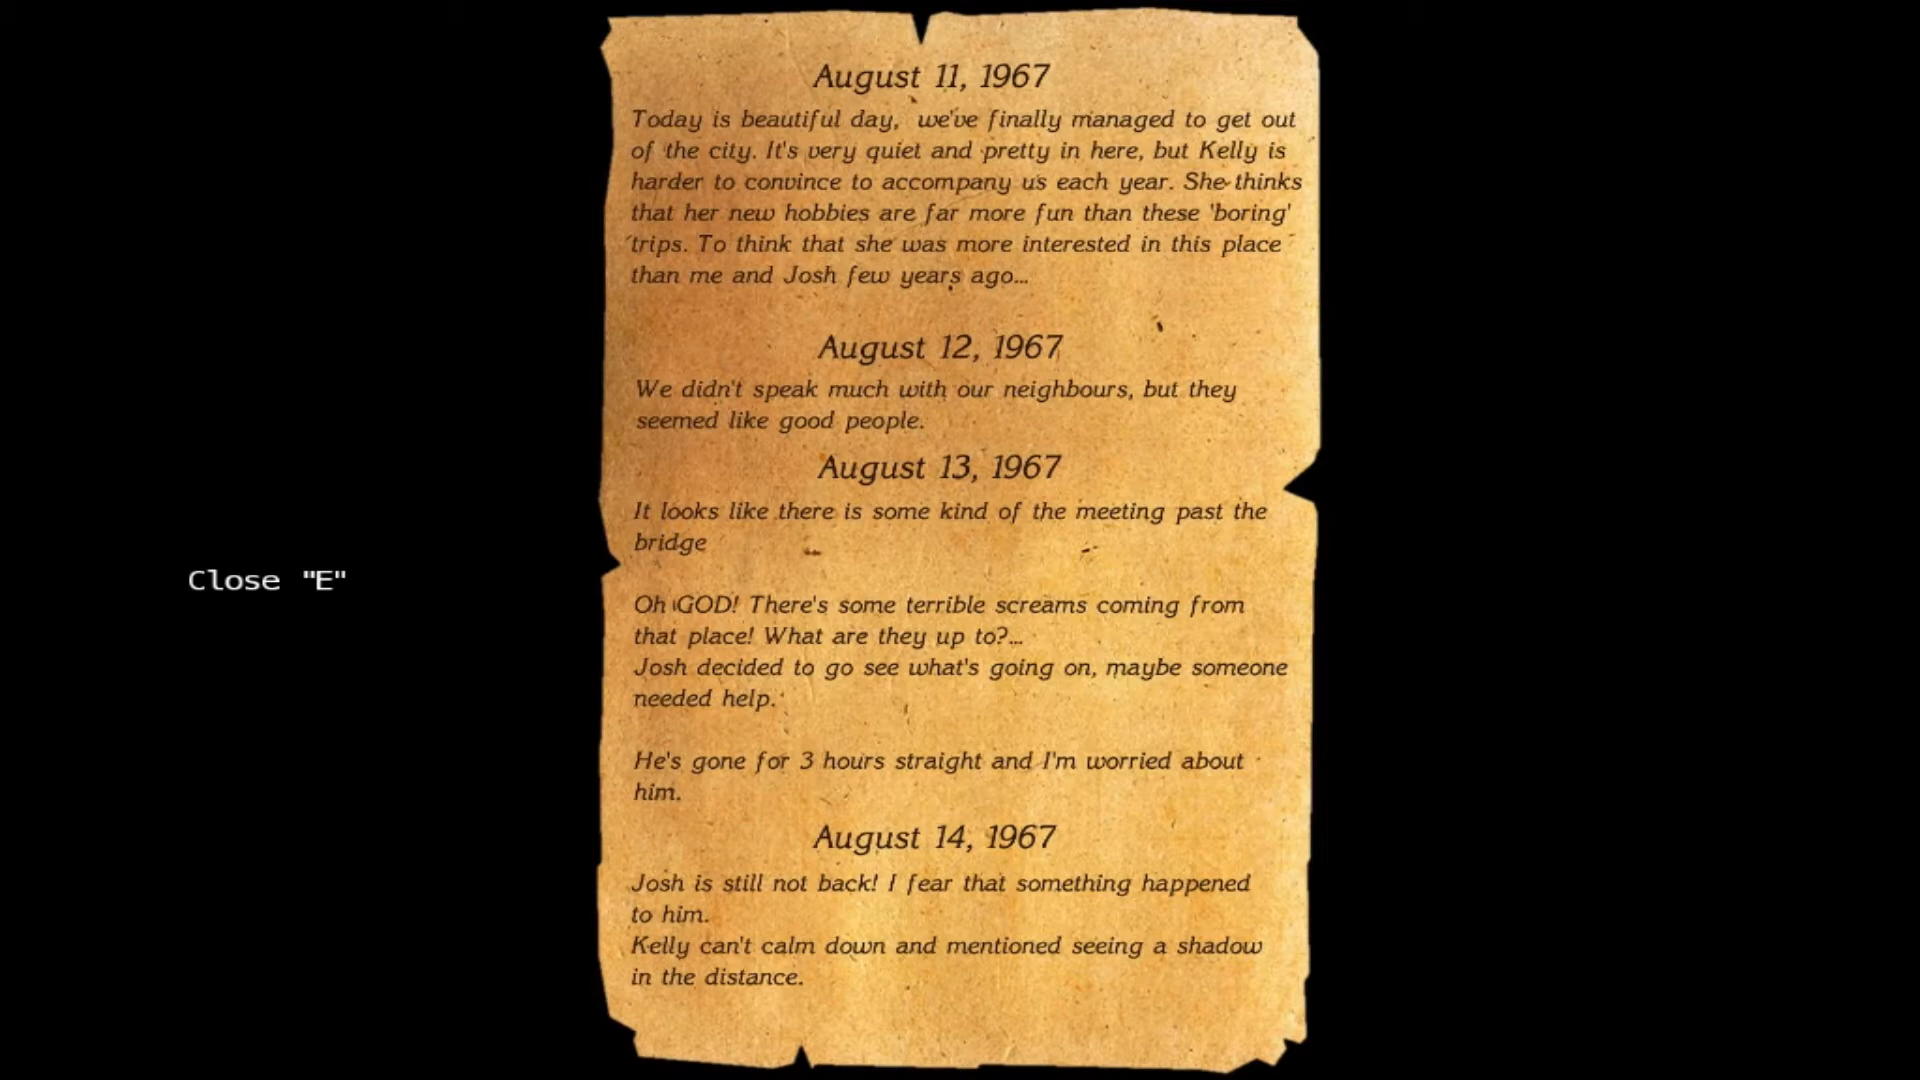 August 11, 1967
Today is beautiful day, we've finally managed to get out
of the city. It's very quiet and pretty in here, but Kelly is
harder to convince to accompany us each year. She thinks
that her new hobbies are far more fun than these 'boring'
trips. To think that she was more interested in this place
than me and Josh few years ago...
August 12, 1967
We didn't speak much with our neighbours, but they
seemed like good people.
August 13, 1967
It looks like there is some kind of the meeting past the
bridge
Close "E"
Oh GOD! There's some terrible screams coming from
that place! What are they up to?...
Josh decided to go see what's going on, maybe someone
needed help.
He's gone for 3 hours straight and I'm worried about
him.
August 14, 1967
Josh is still not back! I fear that something happened
to him.
Kelly can't calm down and mentioned seeing a shadow
in the distance.